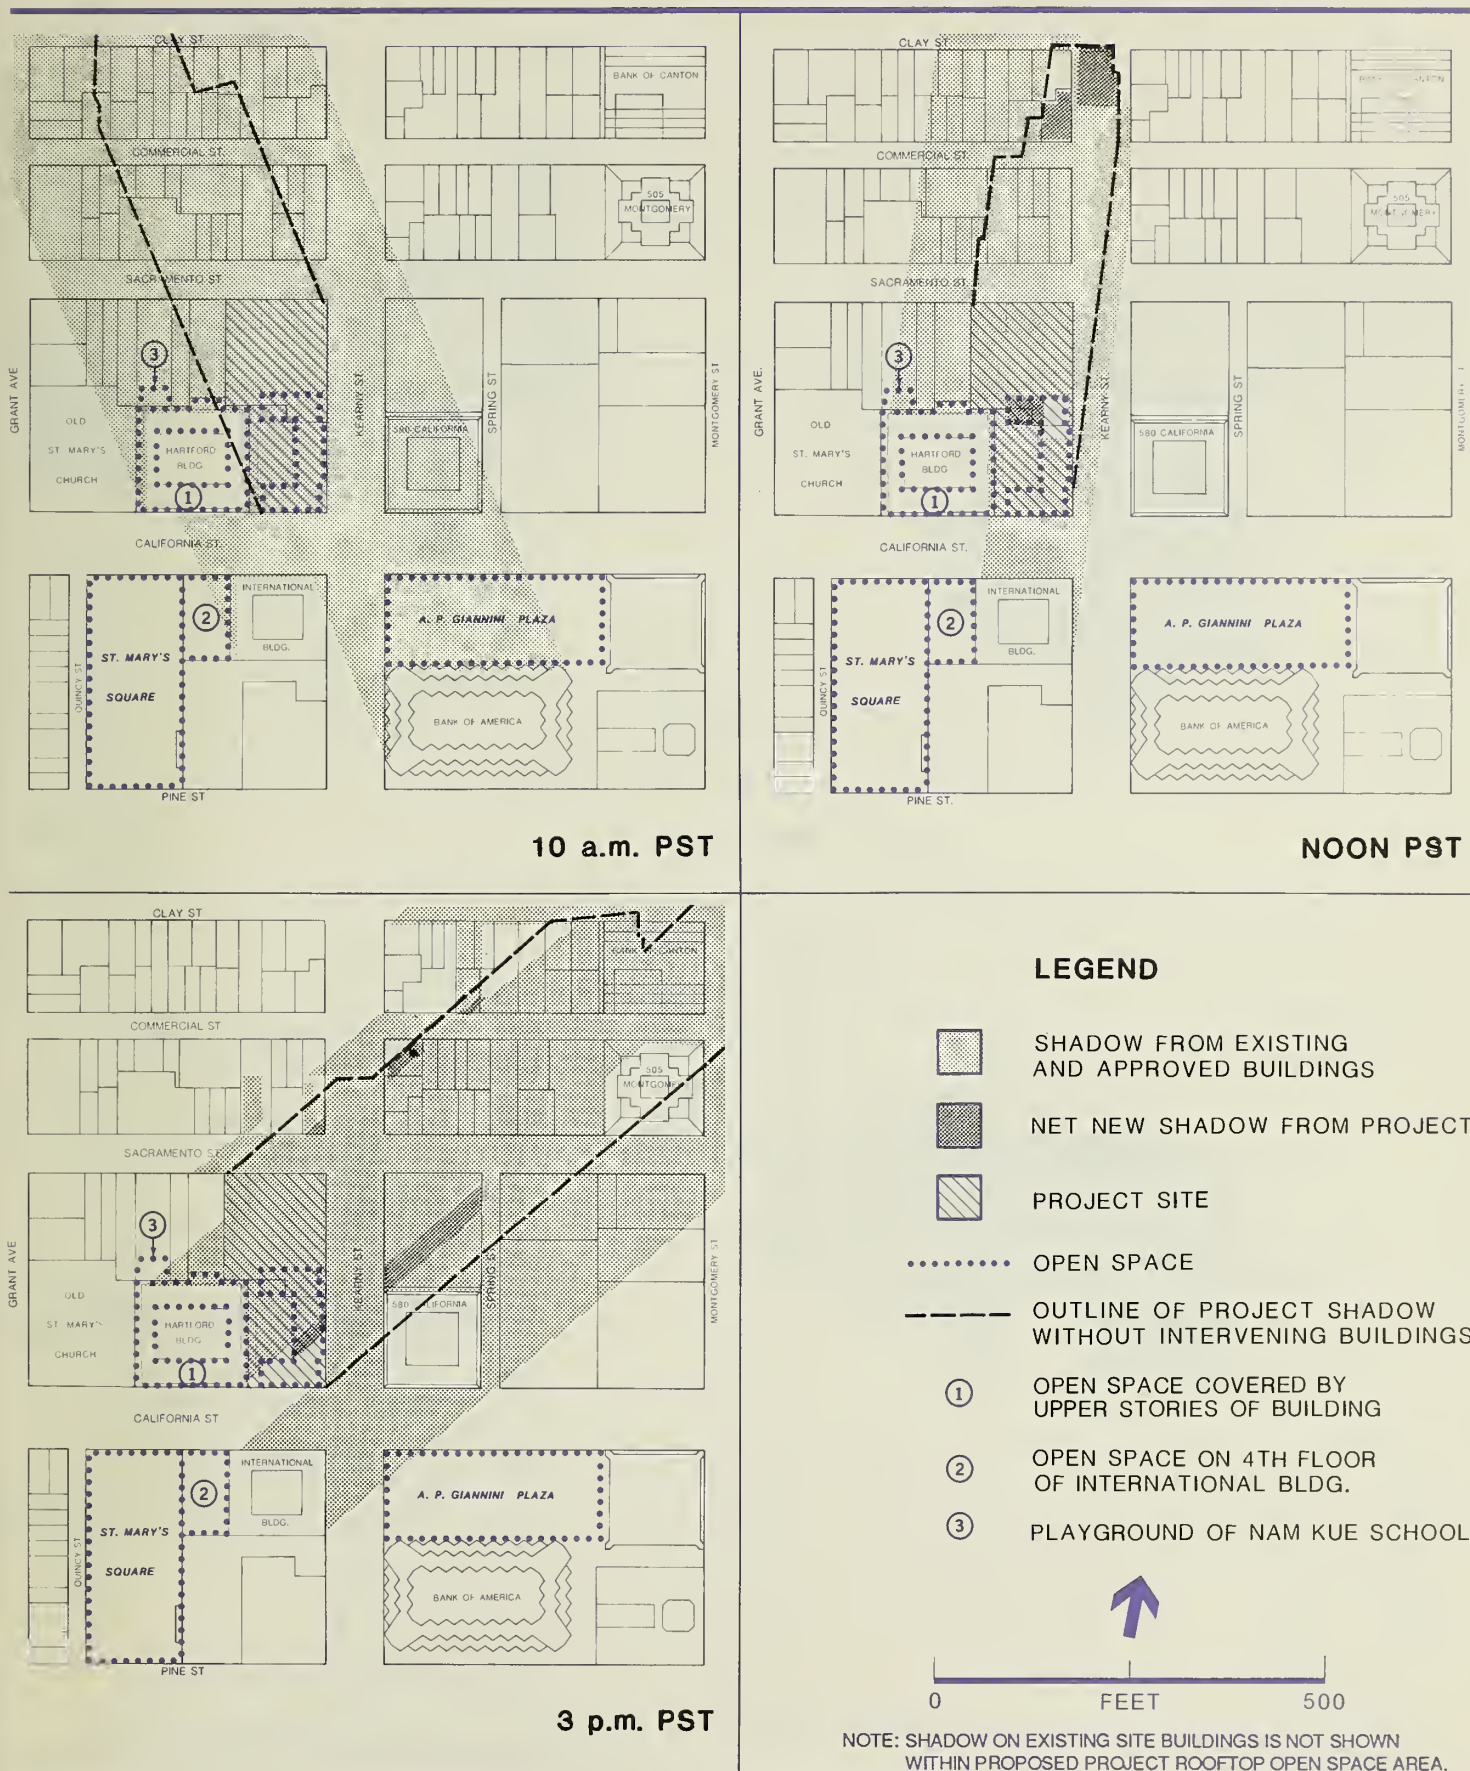 CLAY ST.
BANK OF CANTON
COMMERCIAL ST.
505
MONTGOMERY
SACRAMENTO ST.
3
GRANT AVE
KEARNY ST.
SPRING ST
MONTGOMERY ST
OLD
ST. MARY'S
CHURCH
HARTFORD
BLDG
1
580 CALIFORNIA
CALIFORNIA ST.
INTERNATIONAL
BLDG.
2
A. P. GIANNINI PLAZA
ST. MARY'S
SQUARE
QUINCY ST
BANK OF AMERICA
PINE ST
10 a.m. PST
CLAY ST.
COMMERCIAL ST.
505
SACRAMENTO ST.
3
GRANT AVE.
KEARNY ST.
SPRING ST
OLD
ST. MARY'S
CHURCH
HARTFORD
BLDG
1
580 CALIFORNIA
CALIFORNIA ST.
INTERNATIONAL
BLDG.
2
A. P. GIANNINI PLAZA
ST. MARY'S
SQUARE
QUINCY ST
BANK OF AMERICA
PINE ST.
NOON PST
CLAY ST
BANK OF CANTON
COMMERCIAL ST
505
MONTGOMERY
SACRAMENTO ST.
3
GRANT AVE
KEARNY ST.
SPRING ST
MONTGOMERY ST
OLD
ST MARY'S
CHURCH
HARTFORD
BLDG
1
580 CALIFORNIA
CALIFORNIA ST
INTERNATIONAL
BLDG.
2
A. P. GIANNINI PLAZA
ST. MARY'S
SQUARE
QUINCY ST
BANK OF AMERICA
PINE ST
3 p.m. PST
LEGEND
SHADOW FROM EXISTING
AND APPROVED BUILDINGS
NET NEW SHADOW FROM PROJECT
PROJECT SITE
OPEN SPACE
OUTLINE OF PROJECT SHADOW
WITHOUT INTERVENING BUILDINGS
1 OPEN SPACE COVERED BY
UPPER STORIES OF BUILDING
2 OPEN SPACE ON 4TH FLOOR
OF INTERNATIONAL BLDG.
3 PLAYGROUND OF NAM KUE SCHOOL
0 FEET 500
NOTE: SHADOW ON EXISTING SITE BUILDINGS IS NOT SHOWN
WITHIN PROPOSED PROJECT ROOFTOP OPEN SPACE AREA.